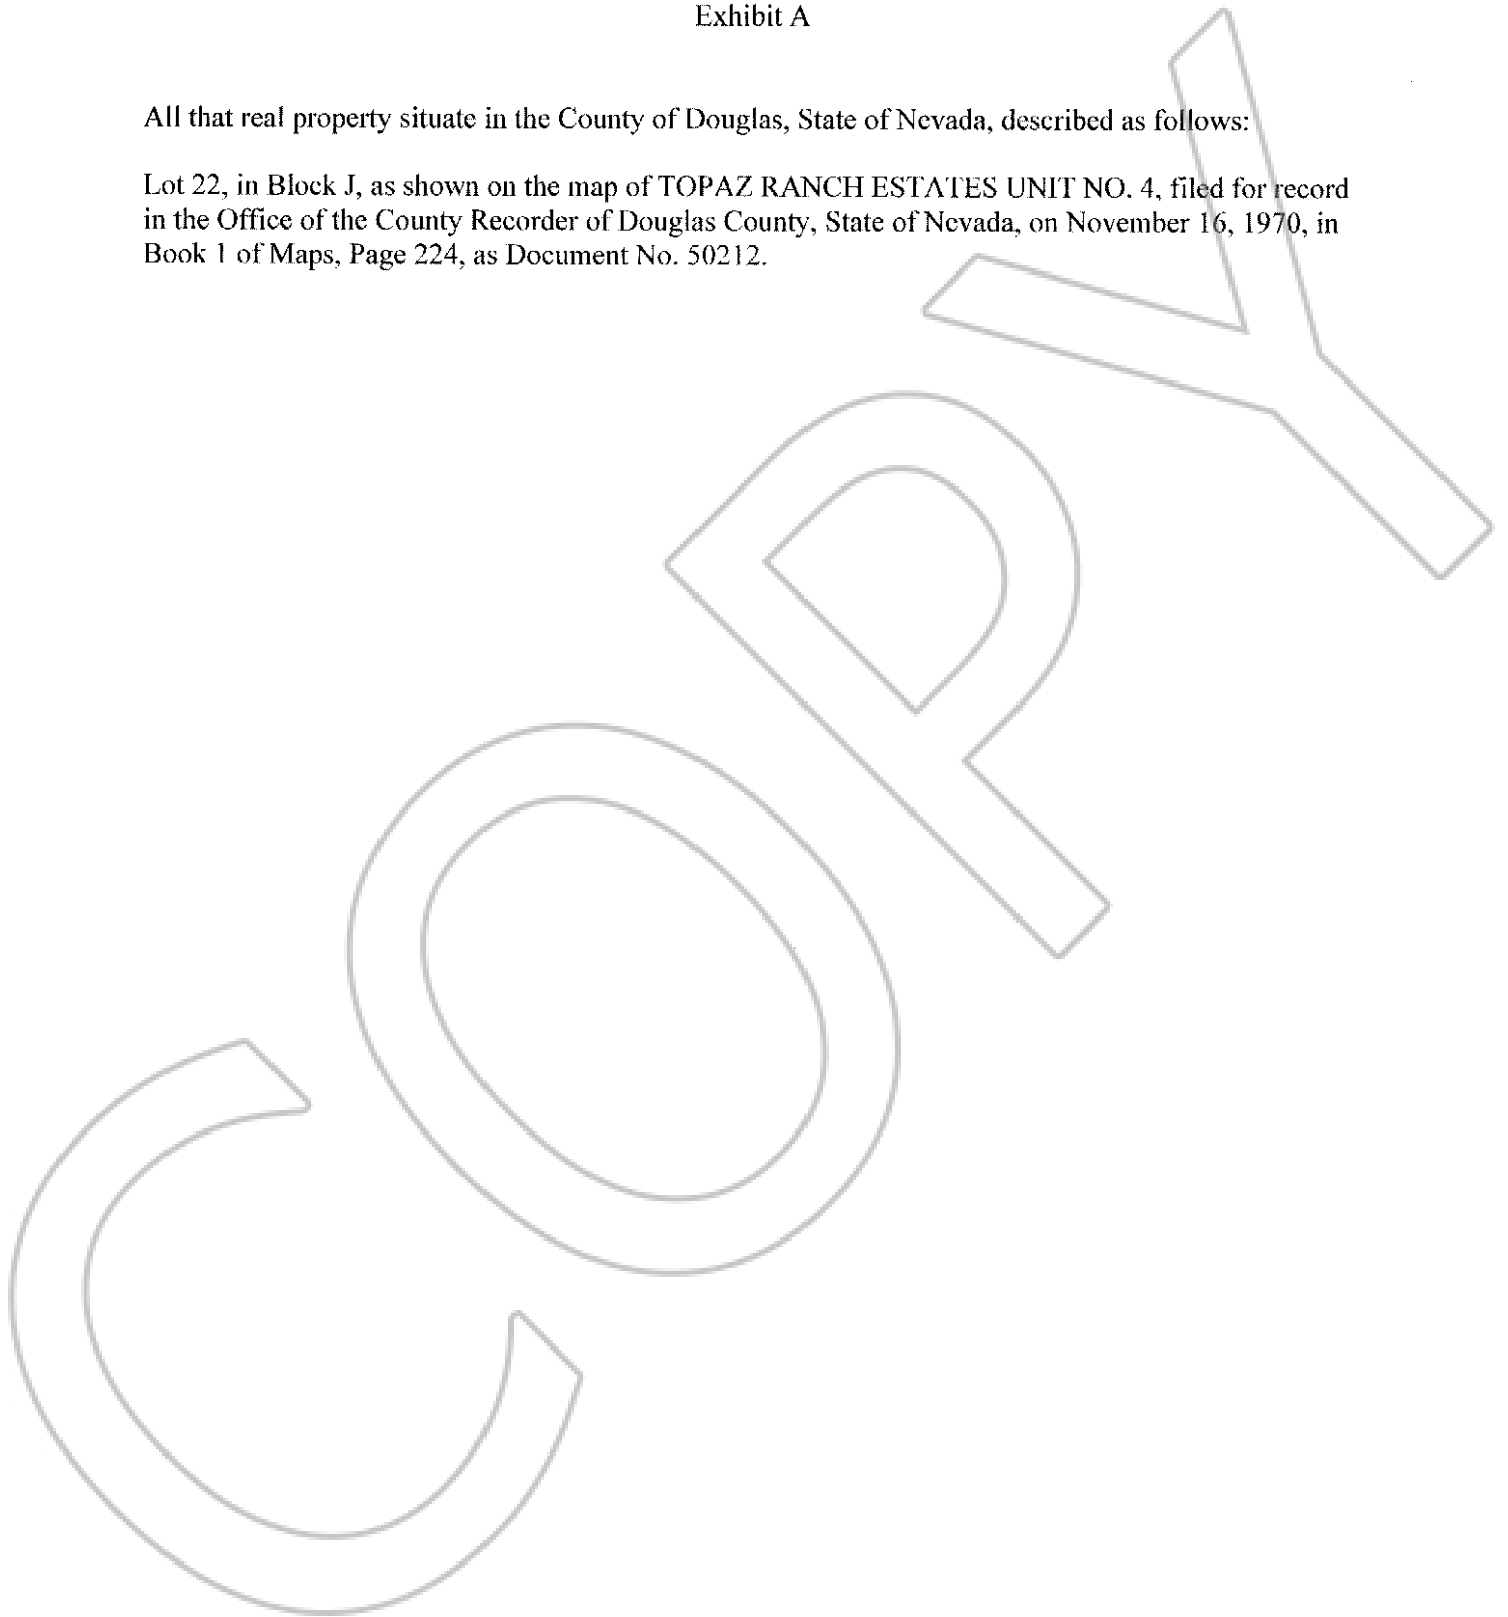 Exhibit A
All that real property situate in the County of Douglas, State of Nevada, described as follows:
Lot 22, in Block J, as shown on the map of TOPAZ RANCH ESTATES UNIT NO. 4, filed for record
in the Office of the County Recorder of Douglas County, State of Nevada, on November 16, 1970, in
Book 1 of Maps, Page 224, as Document No. 50212.
COPY